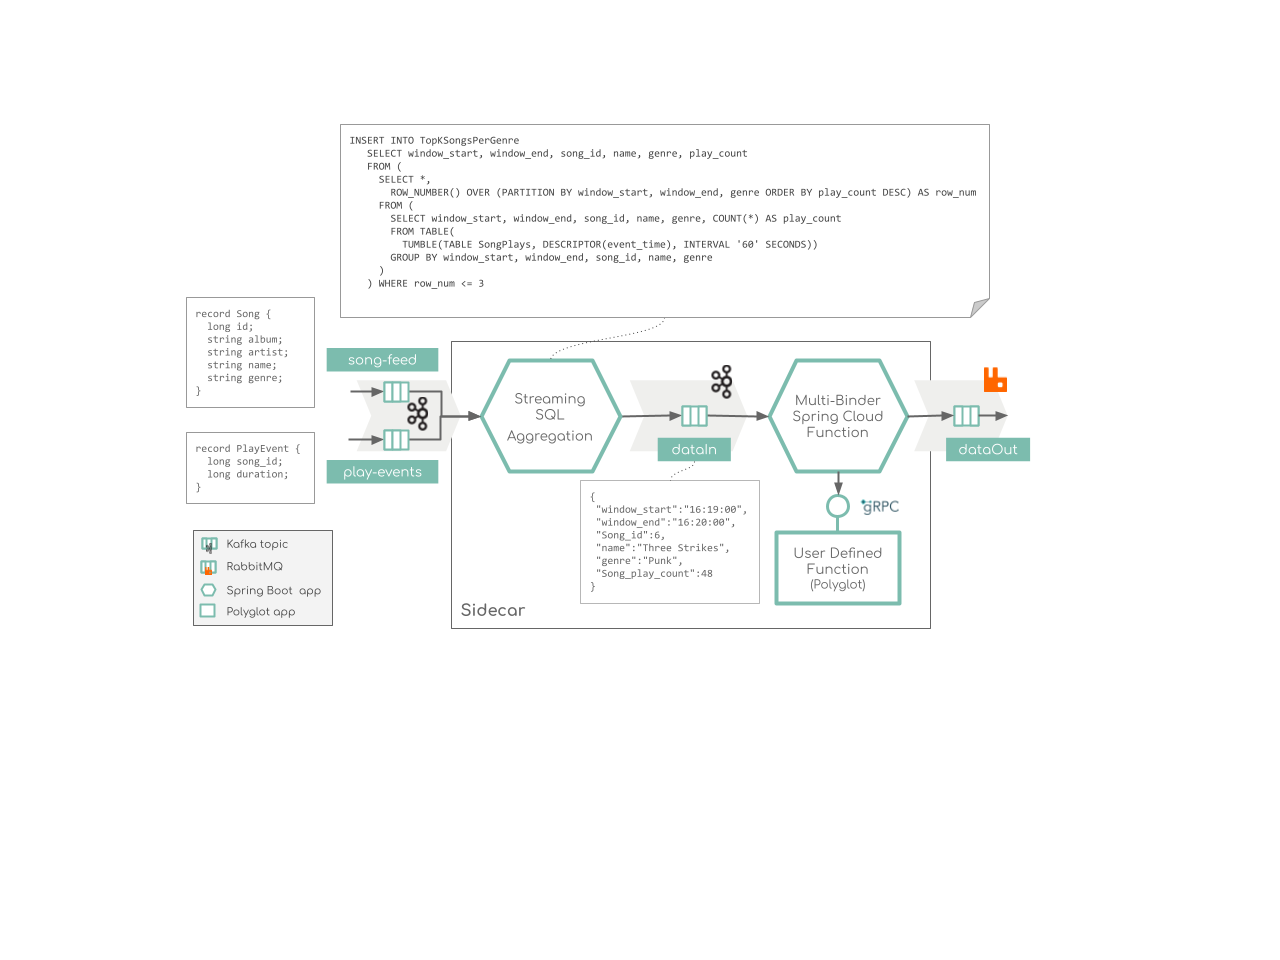 INSERT INTO TopKSongsPerGenre
SELECT window_start, window_end, song_id, name, genre, play_count
FROM (
SELECT *,
ROW_NUMBER() OVER (PARTITION BY window_start, window_end, genre ORDER BY play_count DESC) AS row_num
FROM (
SELECT window_start, window_end, song_id, name, genre, COUNT(*) AS play_count
FROM TABLE(
TUMBLE(TABLE SongPlays, DESCRIPTOR(event_time), INTERVAL '60' SECONDS))
GROUP BY window_start, window_end, song_id, name, genre
)
) WHERE row_num <= 3
record Song {
long id;
string album;
string artist;
string name;
string genre;
}
record PlayEvent {
long song_id;
long duration;
}
song-feed
play-events
Streaming
SQL
Aggregation
dataIn
Multi-Binder
Spring Cloud
Function
dataOut
{
"window_start":"16:19:00",
"window_end":"16:20:00",
"Song_id":6,
"name":"Three Strikes",
"genre":"Punk",
"Song_play_count":48
}
gRPC
User Defined
Function
(Polyglot)
Sidecar
Kafka topic
RabbitMQ
Spring Boot app
Polyglot app